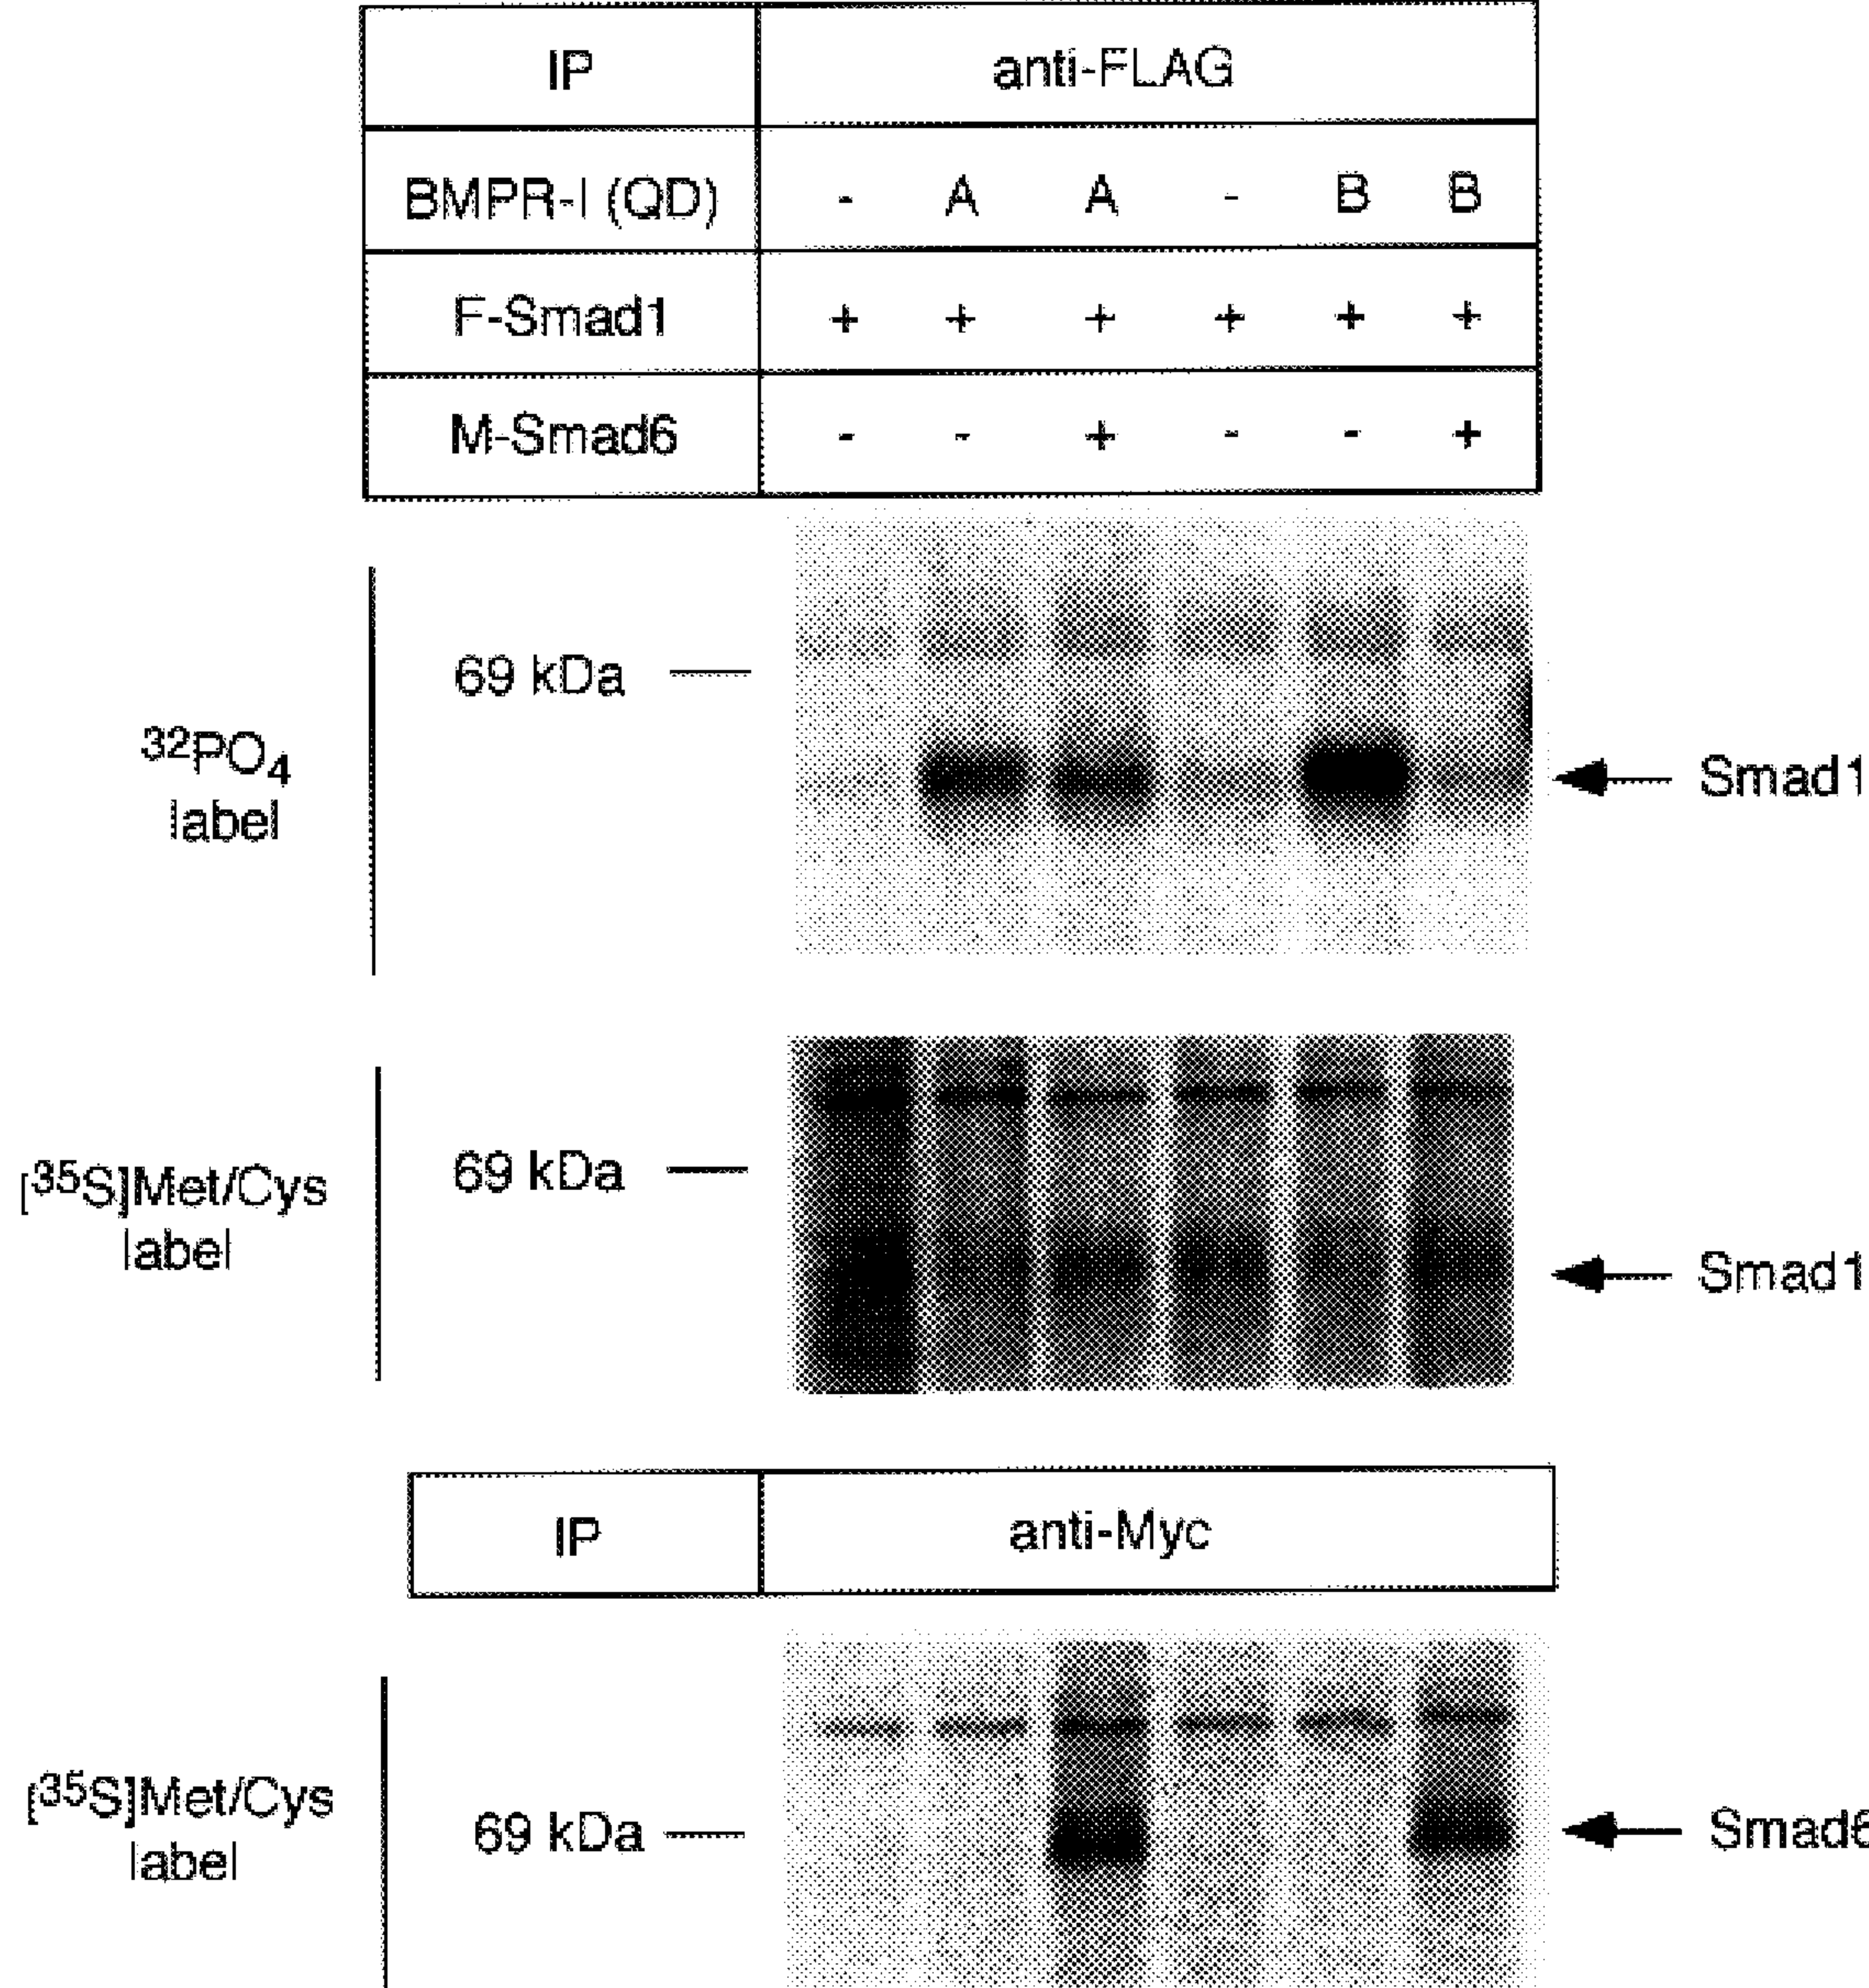 IP anti-FLAG
BMPR-I (QD) - A A - B B
F-Smad1 + + + + + +
M-Smad6 - - + - - +
69 kDa
³²PO₄
label
Smad1
69 kDa
[³⁵S]Met/Cys
label
Smad1
IP anti-Myc
69 kDa
[³⁵S]Met/Cys
label
Smad6